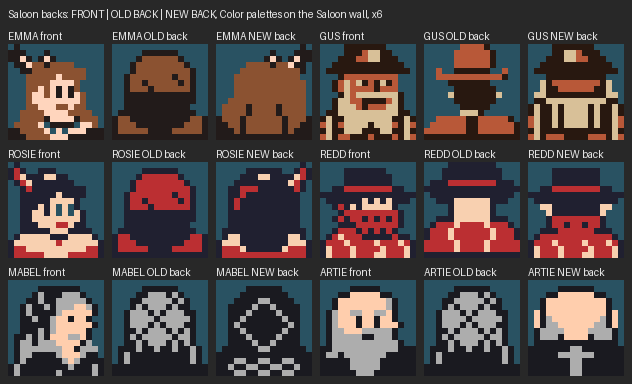 Saloon backs: FRONT | OLD BACK | NEW BACK, Color palettes on the Saloon wall, x6
EMMA front EMMA OLD back EMMA NEW back GUS front GUS OLD back GUS NEW back
ROSIE front ROSIE OLD back ROSIE NEW back REDD front REDD OLD back REDD NEW back
MABEL front MABEL OLD back MABEL NEW back ARTIE front ARTIE OLD back ARTIE NEW back